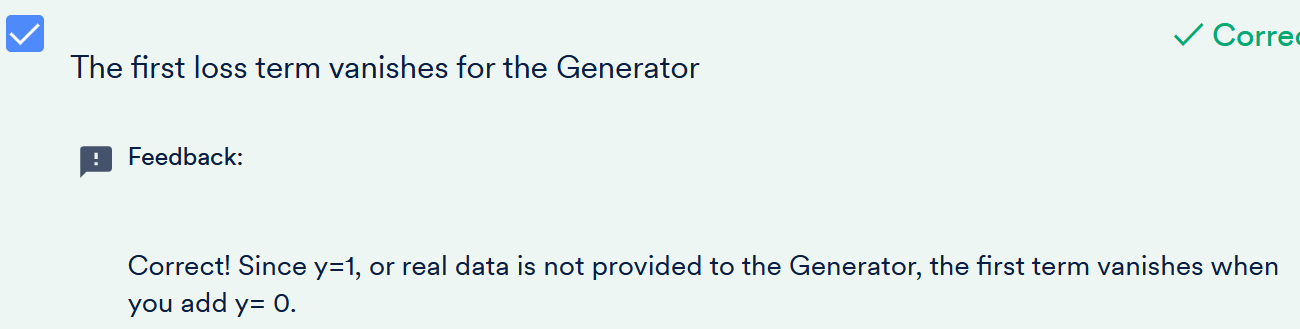 Correc
The first loss term vanishes for the Generator
Feedback:
Correct! Since y=1, or real data is not provided to the Generator, the first term vanishes when
you add y= 0.